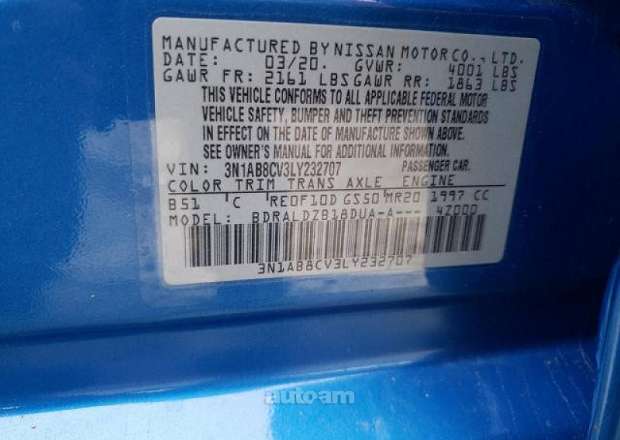 MANUFACTURED BY NISSAN MOTOR CO., LTD.
DATE: 03/20. GVWR: 4001 LBS
GAWR FR: 2161 LBS GAWR RR: 1863 LBS
THIS VEHICLE CONFORMS TO ALL APPLICABLE FEDERAL MOTOR
VEHICLE SAFETY, BUMPER AND THEFT PREVENTION STANDARDS
IN EFFECT ON THE DATE OF MANUFACTURE SHOWN ABOVE.
SEE OWNER'S MANUAL FOR ADDITIONAL INFORMATION.
VIN: 3N1AB8CV3LY232707 PASSENGER CAR.
COLOR TRIM TRANS AXLE ENGINE
B51 C RE0F10D GS50 MR20 1997 CC
MODEL: BDRALDZB18DUA-A--- 4Z000
3N1AB8CV3LY232707
auto.am